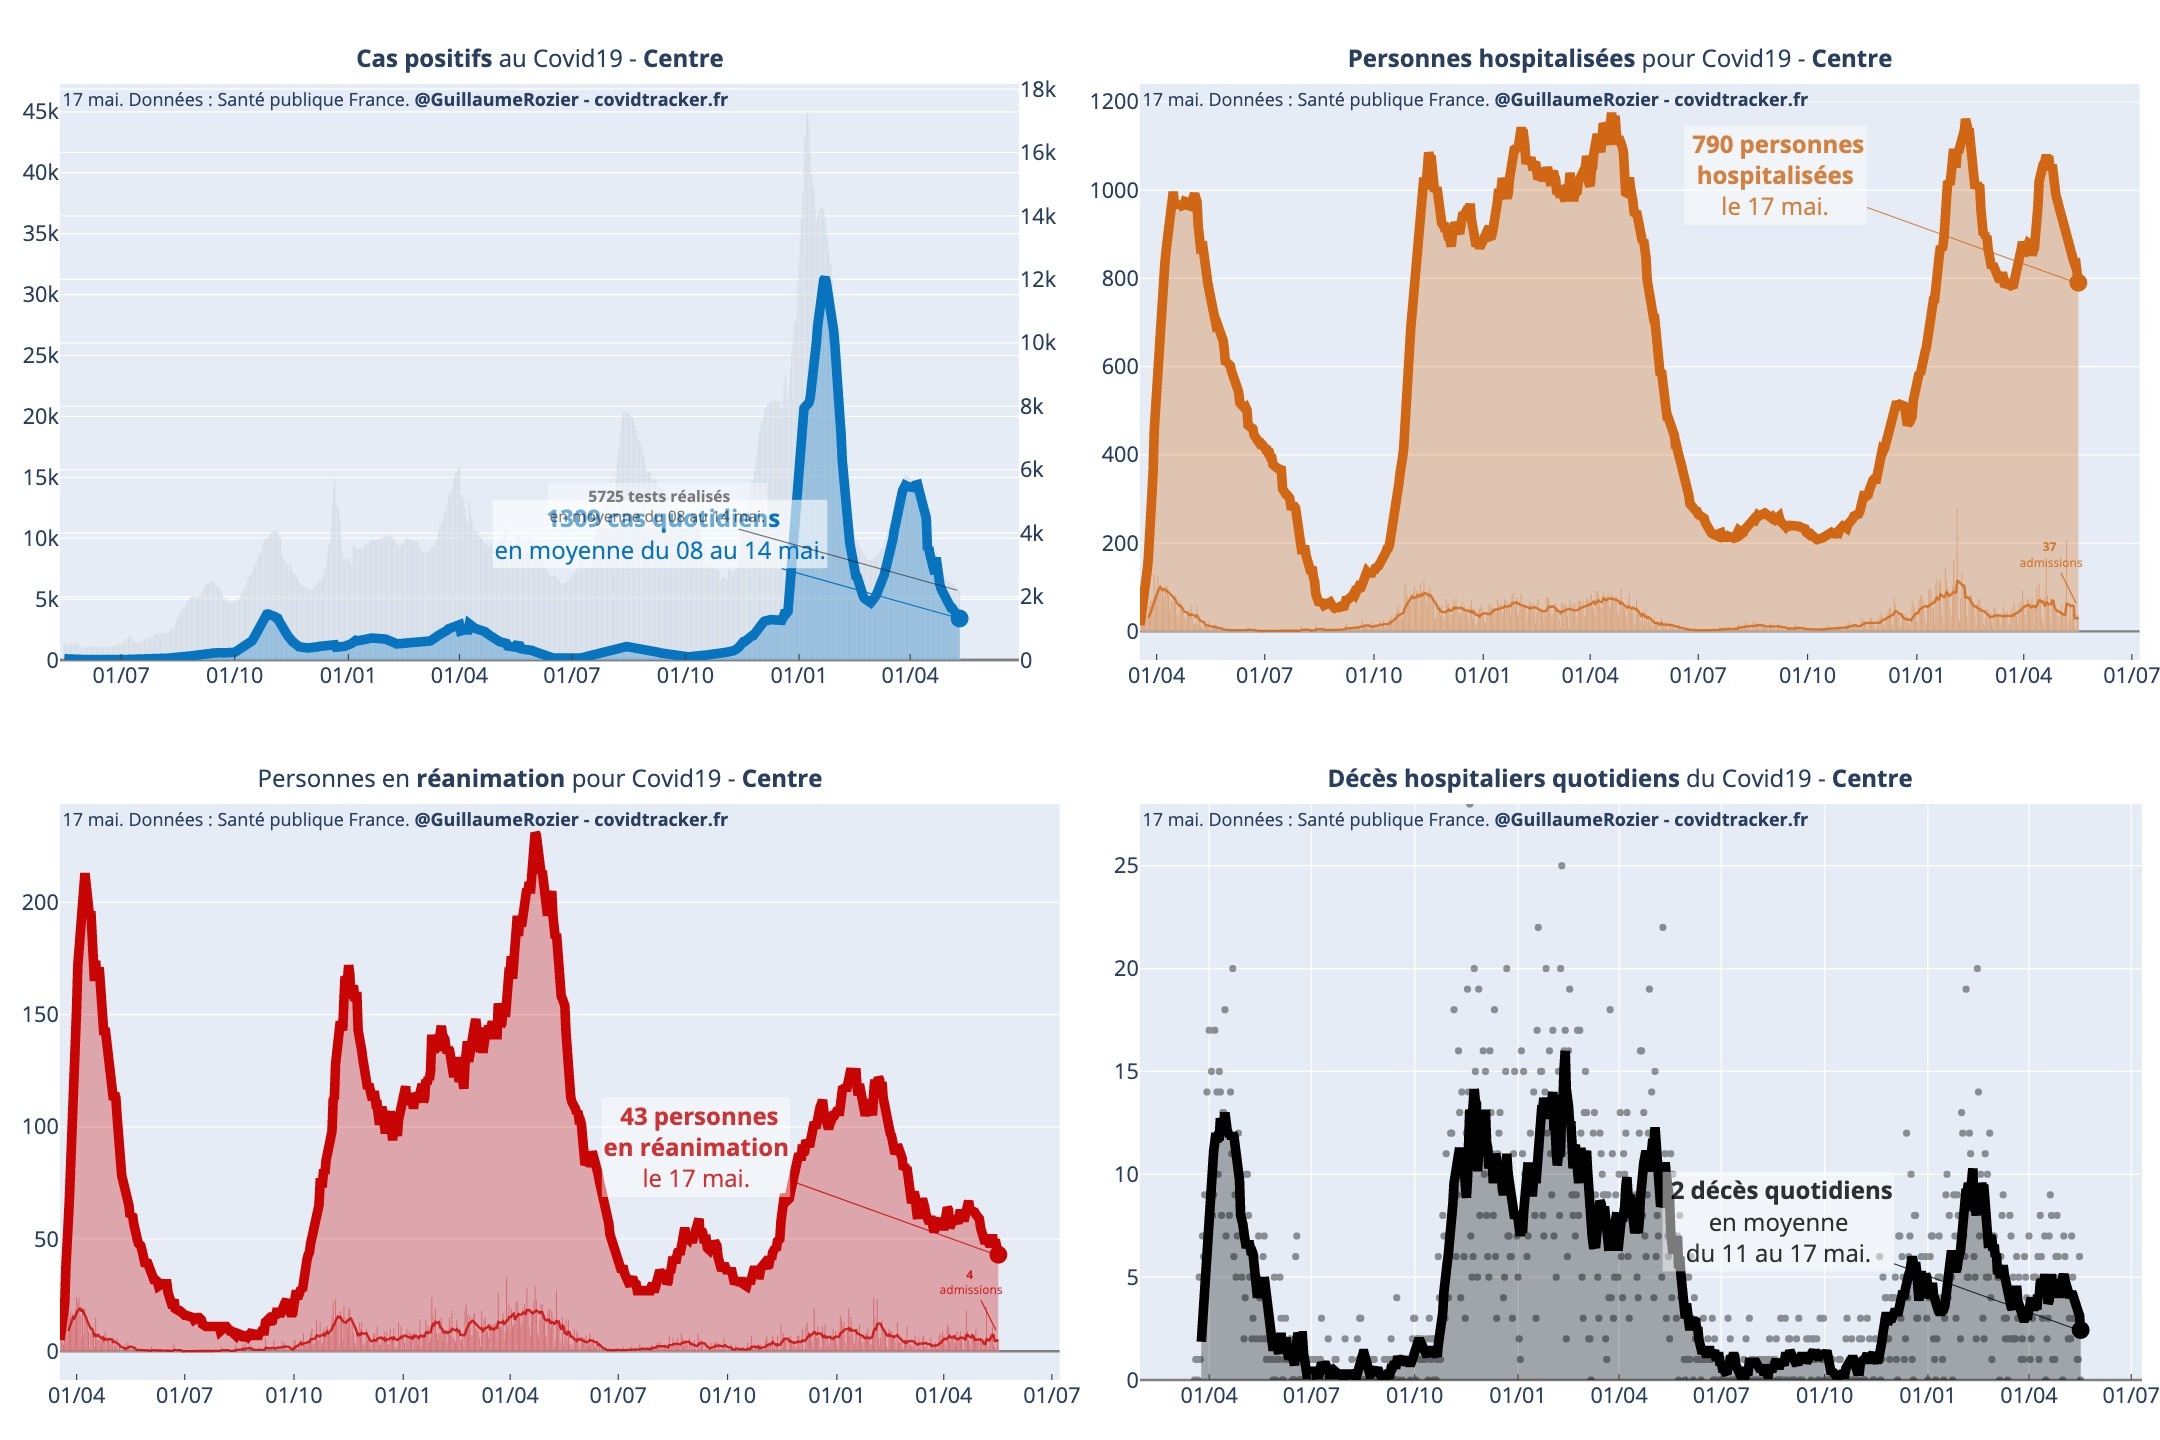 Cas positifs au Covid19 - Centre
17 mai. Données : Santé publique France. @GuillaumeRozier - covidtracker.fr
45k
40k
35k
30k
25k
20k
15k
10k
5k
0
18k
16k
14k
12k
10k
8k
6k
4k
2k
0
5725 tests réalisés
en moyenne du 08 au 14 mai.
1309 cas quotidiens
en moyenne du 08 au 14 mai.
01/07 01/10 01/01 01/04 01/07 01/10 01/01 01/04
Personnes hospitalisées pour Covid19 - Centre
17 mai. Données : Santé publique France. @GuillaumeRozier - covidtracker.fr
1200
1000
800
600
400
200
0
790 personnes
hospitalisées
le 17 mai.
37
admissions
01/04 01/07 01/10 01/01 01/04 01/07 01/10 01/01 01/04 01/07
Personnes en réanimation pour Covid19 - Centre
17 mai. Données : Santé publique France. @GuillaumeRozier - covidtracker.fr
200
150
100
50
0
43 personnes
en réanimation
le 17 mai.
4
admissions
01/04 01/07 01/10 01/01 01/04 01/07 01/10 01/01 01/04 01/07
Décès hospitaliers quotidiens du Covid19 - Centre
17 mai. Données : Santé publique France. @GuillaumeRozier - covidtracker.fr
25
20
15
10
5
0
2 décès quotidiens
en moyenne
du 11 au 17 mai.
01/04 01/07 01/10 01/01 01/04 01/07 01/10 01/01 01/04 01/07